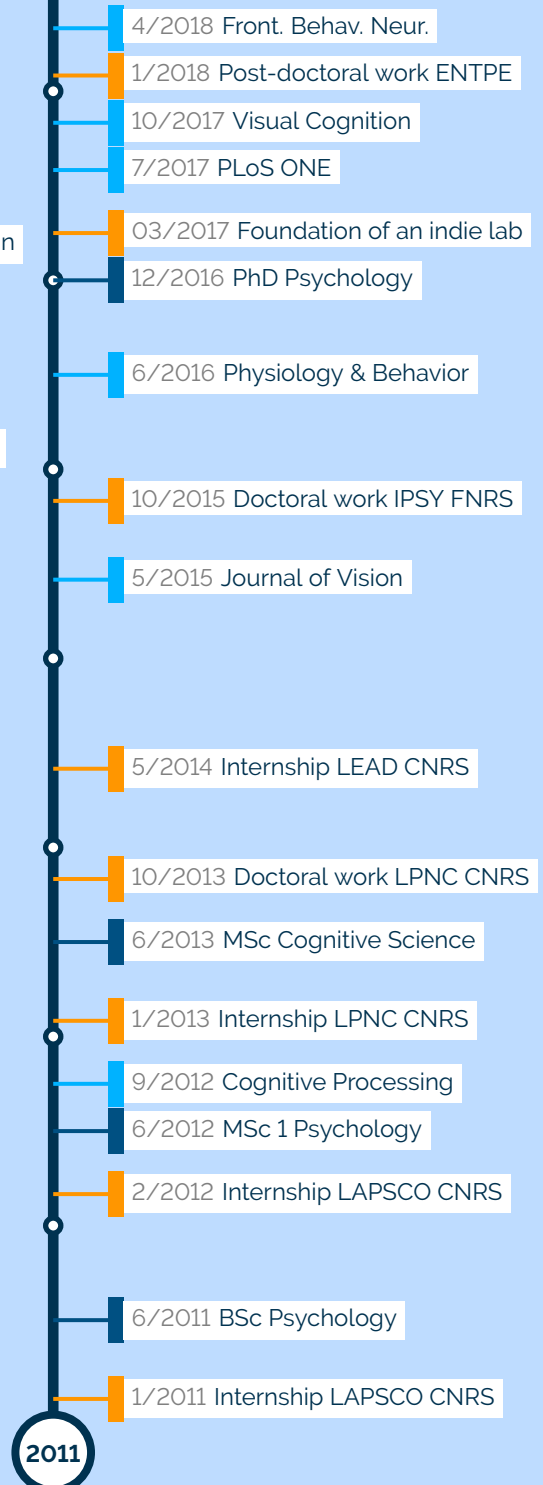 4/2018 Front. Behav. Neur.
1/2018 Post-doctoral work ENTPE
10/2017 Visual Cognition
7/2017 PLoS ONE
03/2017 Foundation of an indie lab
n
12/2016 PhD Psychology
6/2016 Physiology & Behavior
10/2015 Doctoral work IPSY FNRS
5/2015 Journal of Vision
5/2014 Internship LEAD CNRS
10/2013 Doctoral work LPNC CNRS
6/2013 MSc Cognitive Science
1/2013 Internship LPNC CNRS
9/2012 Cognitive Processing
6/2012 MSc 1 Psychology
2/2012 Internship LAPSCO CNRS
6/2011 BSc Psychology
1/2011 Internship LAPSCO CNRS
2011